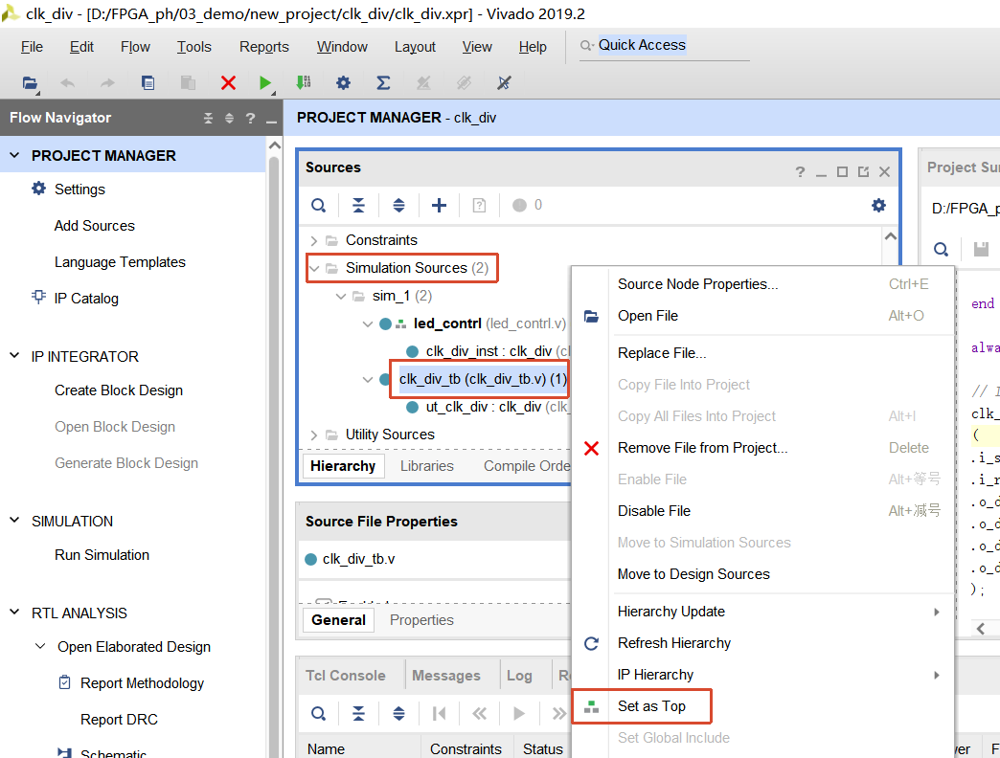 clk_div - [D:/FPGA_ph/03_demo/new_project/clk_div/clk_div.xpr] - Vivado 2019.2
File Edit Flow Tools Reports Window Layout View Help Quick Access
Flow Navigator
PROJECT MANAGER
Settings
Add Sources
Language Templates
IP Catalog
IP INTEGRATOR
Create Block Design
Open Block Design
Generate Block Design
SIMULATION
Run Simulation
RTL ANALYSIS
Open Elaborated Design
Report Methodology
Report DRC
Schematic
PROJECT MANAGER - clk_div
Sources
0
Constraints
Simulation Sources (2)
sim_1 (2)
led_contrl (led_contrl.v)
clk_div_inst : clk_div
clk_div_tb (clk_div_tb.v) (1)
ut_clk_div : clk_div (clk_
Utility Sources
Hierarchy Libraries Compile Orde
Source File Properties
clk_div_tb.v
General Properties
Tcl Console Messages Log
Name Constraints Status
Source Node Properties... Ctrl+E
Open File Alt+O
Replace File...
Copy File Into Project
Copy All Files Into Project Alt+I
Remove File from Project... Delete
Enable File Alt+等号
Disable File Alt+减号
Move to Simulation Sources
Move to Design Sources
Hierarchy Update
Refresh Hierarchy
IP Hierarchy
Set as Top
Set Global Include
Project Su
D:/FPGA_p
end
alwa
clk_
(
.i_s
.i_r
.o_d
.o_d
.o_d
.o_d
);